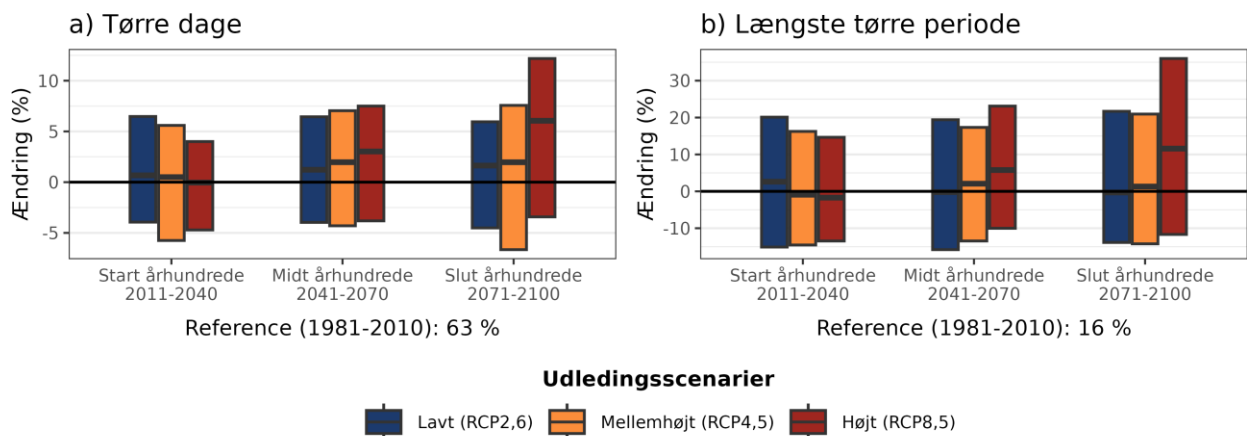 a) Tørre dage
Ændring (%)
10
5
0
-5
Start århundrede
2011-2040
Midt århundrede
2041-2070
Slut århundrede
2071-2100
Reference (1981-2010): 63 %
b) Længste tørre periode
Ændring (%)
30
20
10
0
-10
Start århundrede
2011-2040
Midt århundrede
2041-2070
Slut århundrede
2071-2100
Reference (1981-2010): 16 %
Udledingsscenarier
Lavt (RCP2,6)
Mellemhøjt (RCP4,5)
Højt (RCP8,5)